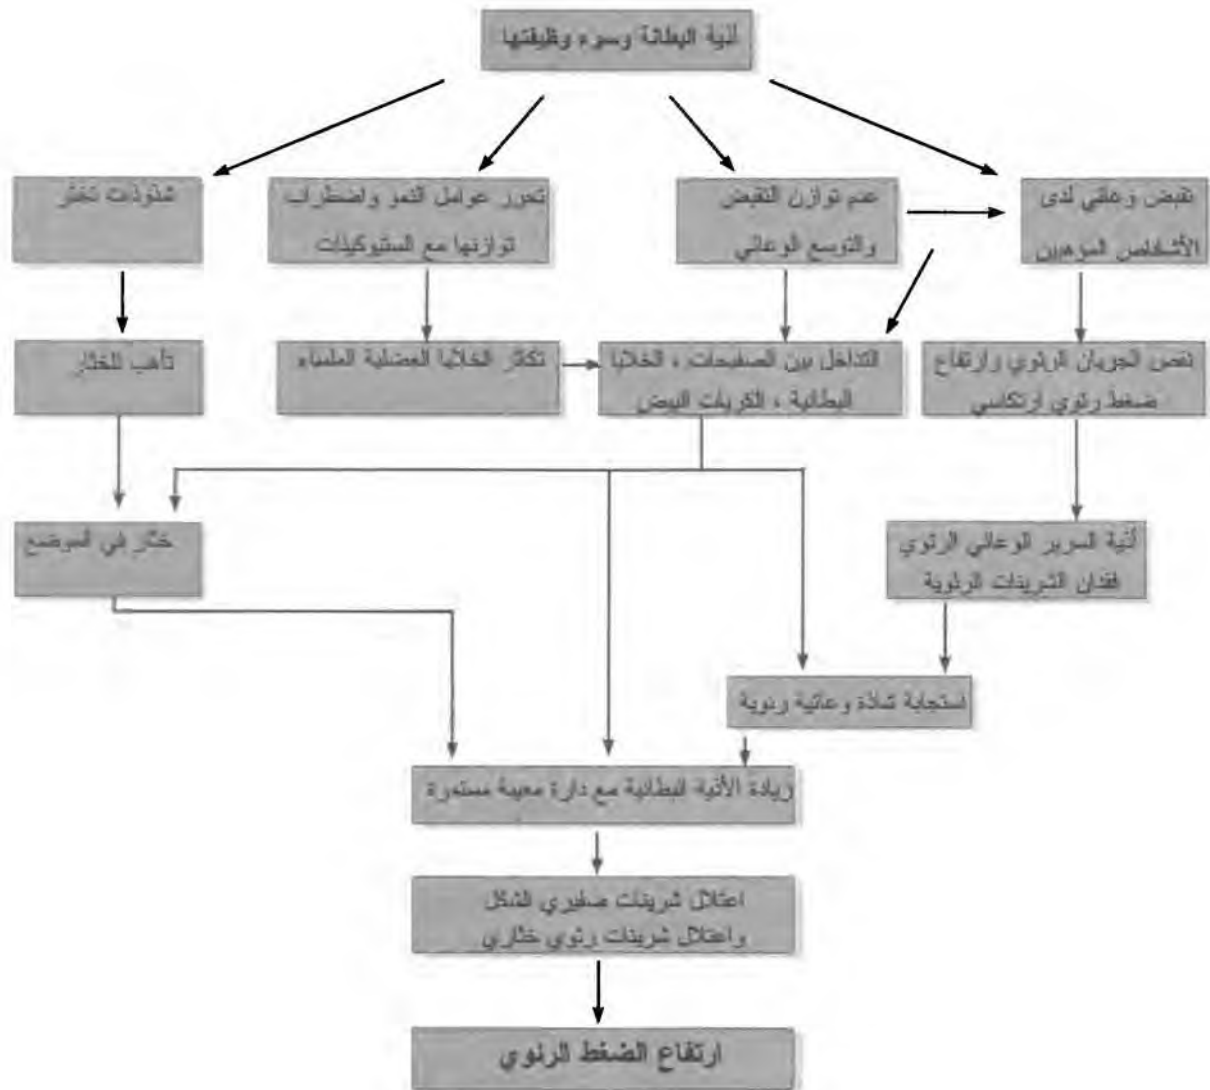 أذية البطانة وسوء وظيفتها
شذوذات تخثر
تحرر عوامل النمو واضطراب
توازنها مع الستيوكينات
عدم توازن التقبض
والتوسع الوعائي
تقبض وعائي لدى
الأشخاص المؤهبين
تأهب للخثار
تكاثر الخلايا العضلية الملساء
التداخل بين الصفيحات ، الخلايا
البطانية ، الكريات البيض
نقص الجريان الرئوي وارتفاع
ضغط رئوي ارتكاسي
خثار في الموضع
أذية السرير الوعائي الرئوي
فقدان الشرينات الرئوية
استجابة شاذة وعائية رئوية
زيادة الأذية البطانية مع دارة معيبة مستمرة
اعتلال شرينات ضفيري الشكل
واعتلال شرينات رئوي خثاري
ارتفاع الضغط الرئوي